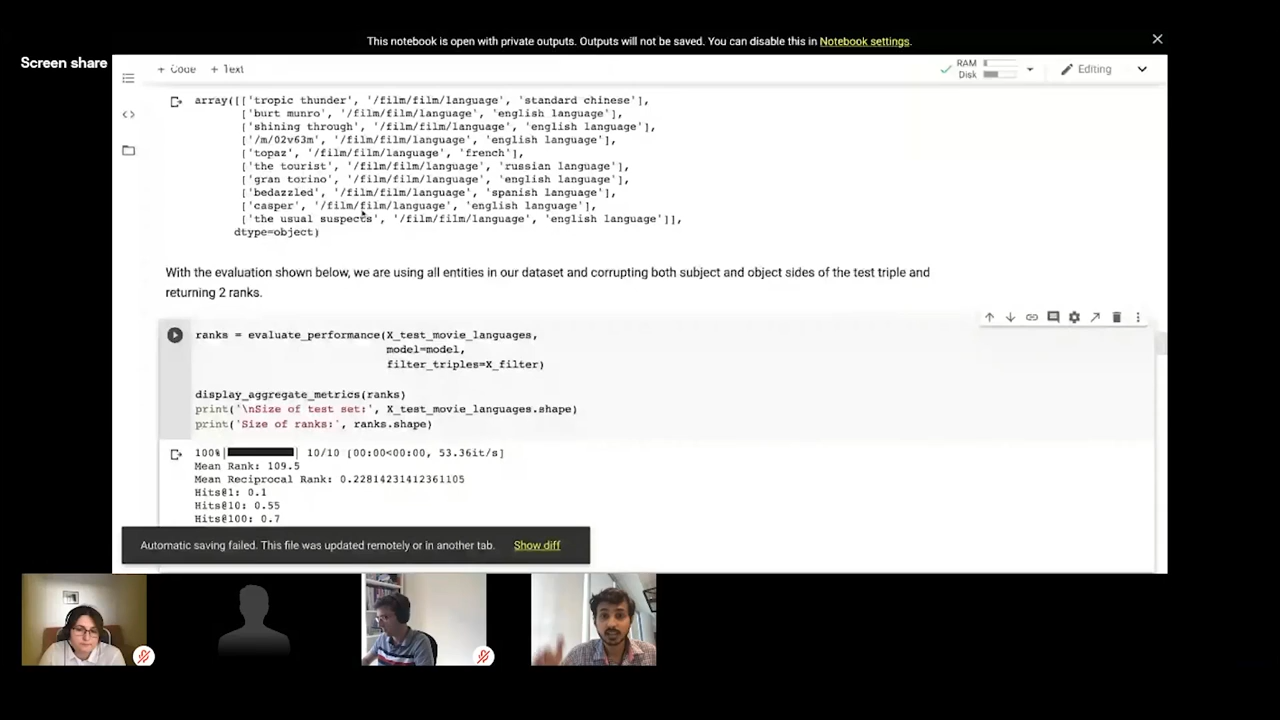 This notebook is open with private outputs. Outputs will not be saved. You can disable this in Notebook settings.
Screen share
+ Code + Text
RAM
Disk
Editing
array([['tropic thunder', '/film/film/language', 'standard chinese'],
['burt munro', '/film/film/language', 'english language'],
['shining through', '/film/film/language', 'english language'],
['/m/02v63m', '/film/film/language', 'english language'],
['topaz', '/film/film/language', 'french'],
['the tourist', '/film/film/language', 'russian language'],
['gran torino', '/film/film/language', 'english language'],
['bedazzled', '/film/film/language', 'spanish language'],
['casper', '/film/film/language', 'english language'],
['the usual suspects', '/film/film/language', 'english language']],
dtype=object)
With the evaluation shown below, we are using all entities in our dataset and corrupting both subject and object sides of the test triple and
returning 2 ranks.
ranks = evaluate_performance(X_test_movie_languages,
model=model,
filter_triples=X_filter)
display_aggregate_metrics(ranks)
print('\nSize of test set:', X_test_movie_languages.shape)
print('Size of ranks:', ranks.shape)
100%| | 10/10 [00:00<00:00, 53.36it/s]
Mean Rank: 109.5
Mean Reciprocal Rank: 0.22814231412361105
Hits@1: 0.1
Hits@10: 0.55
Hits@100: 0.7
Automatic saving failed. This file was updated remotely or in another tab. Show diff